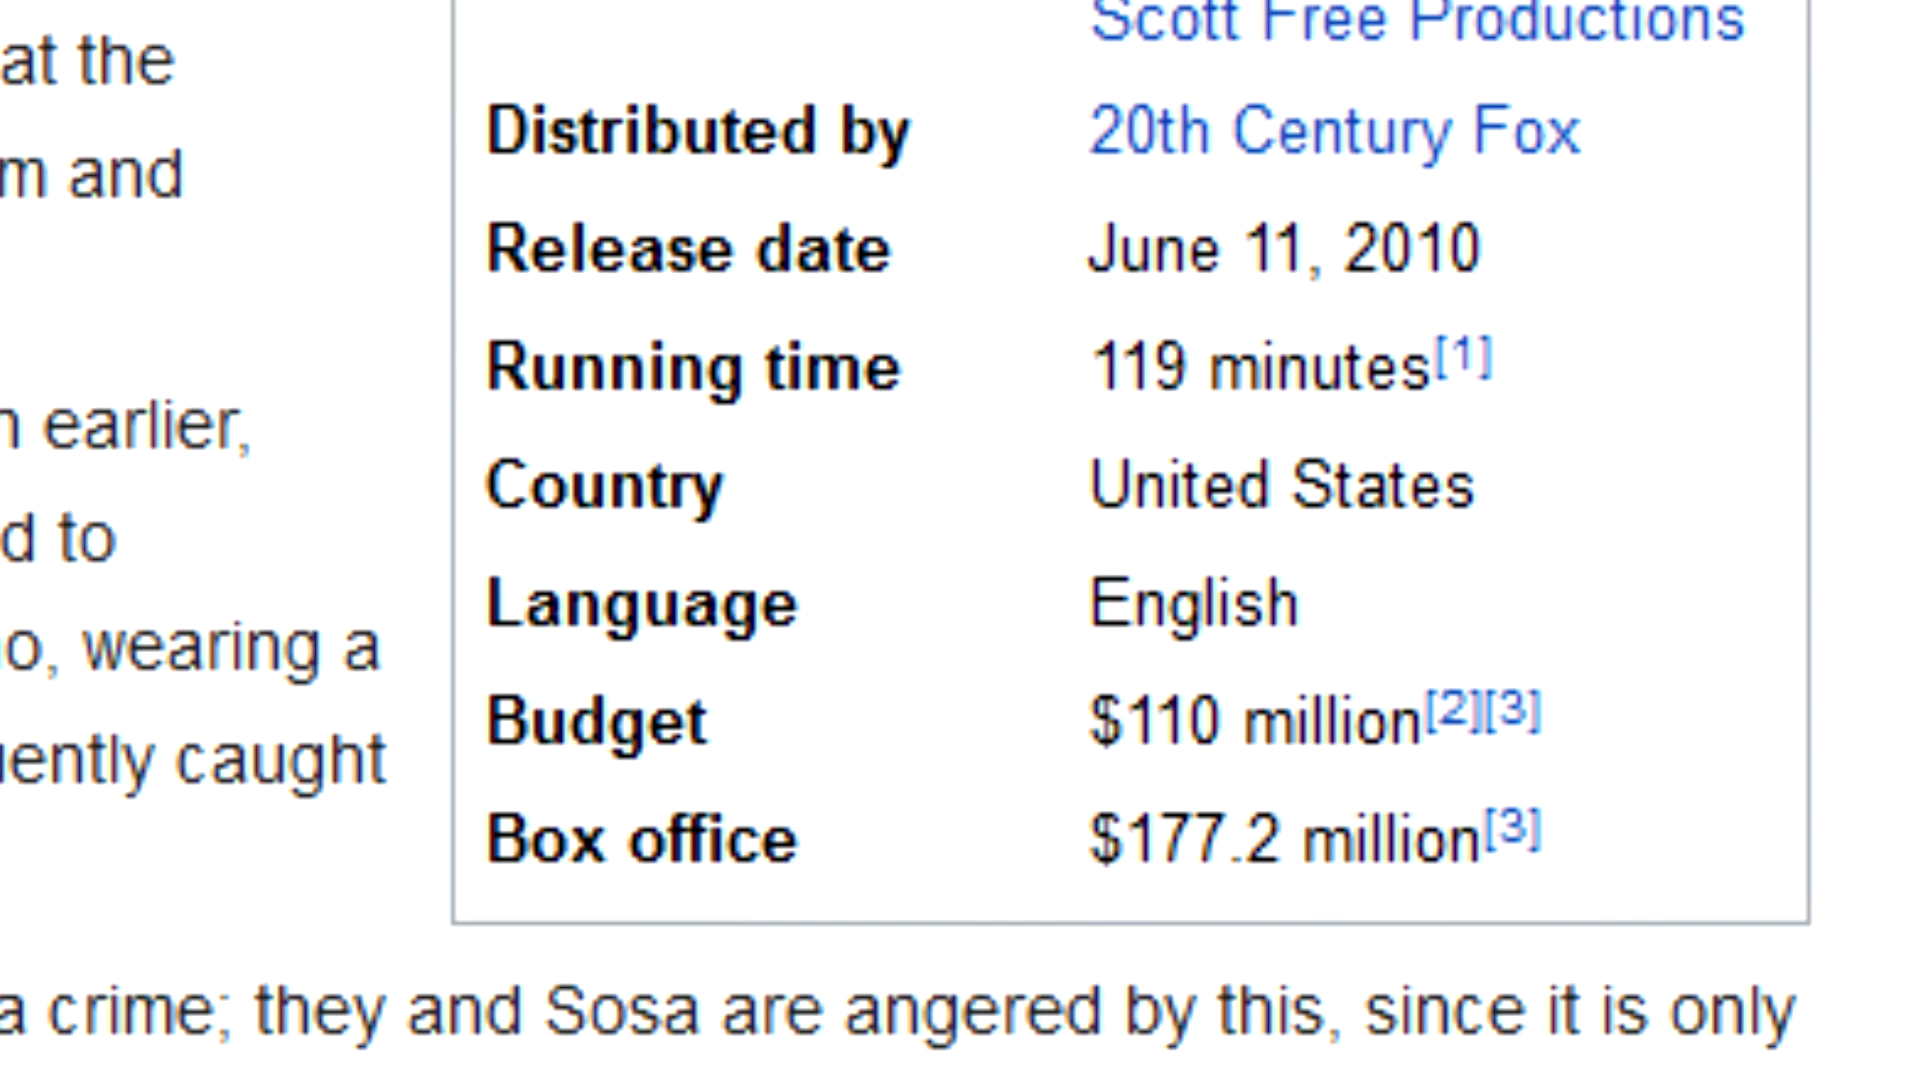 Scott Free Productions
at the
Distributed by 20th Century Fox
and
Release date June 11, 2010
Running time 119 minutes[1]
earlier,
Country United States
to
Language English
wearing a
Budget $110 million[2][3]
caught
Box office $177.2 million[3]
a crime; they and Sosa are angered by this, since it is only